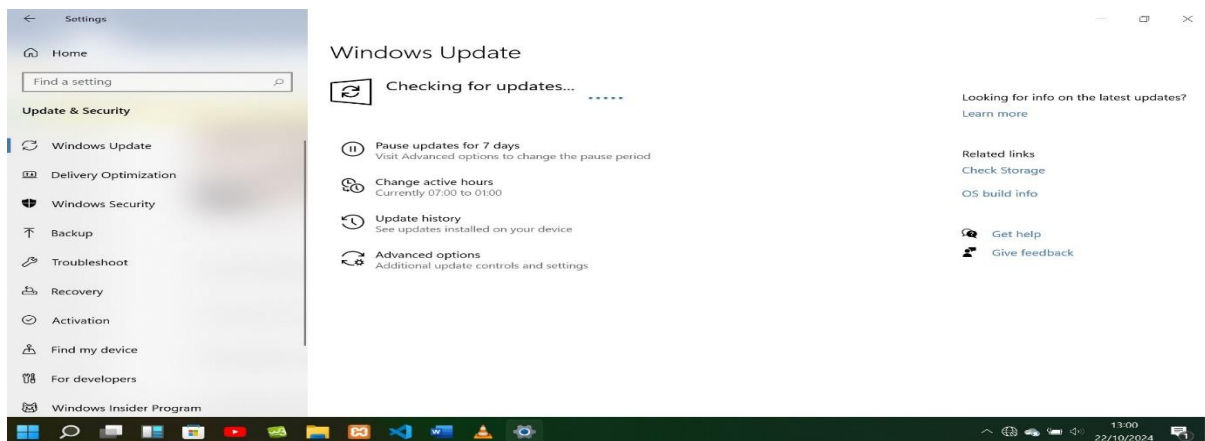 Settings
Home
Find a setting
Update & Security
Windows Update
Delivery Optimization
Windows Security
Backup
Troubleshoot
Recovery
Activation
Find my device
For developers
Windows Insider Program
Windows Update
Checking for updates...
Pause updates for 7 days
Visit Advanced options to change the pause period
Change active hours
Currently 07:00 to 01:00
Update history
See updates installed on your device
Advanced options
Additional update controls and settings
Looking for info on the latest updates?
Learn more
Related links
Check Storage
OS build info
Get help
Give feedback
13:00
22/10/2024